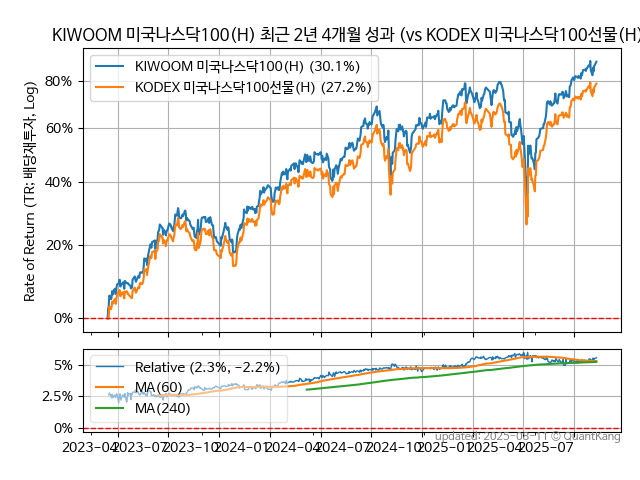 KIWOOM 미국나스닥100(H) 최근 2년 4개월 성과 (vs KODEX 미국나스닥100선물(H)
KIWOOM 미국나스닥100(H) (30.1%)
KODEX 미국나스닥100선물(H) (27.2%)
Rate of Return (TR: 배당재투자, Log)
80%
60%
40%
20%
0%
Relative (2.3%, −2.2%)
MA(60)
MA(240)
5%
2.5%
0%
2023-04 2023-07 2023-10 2024-01 2024-04 2024-07 2024-10 2025-01 2025-04 2025-07